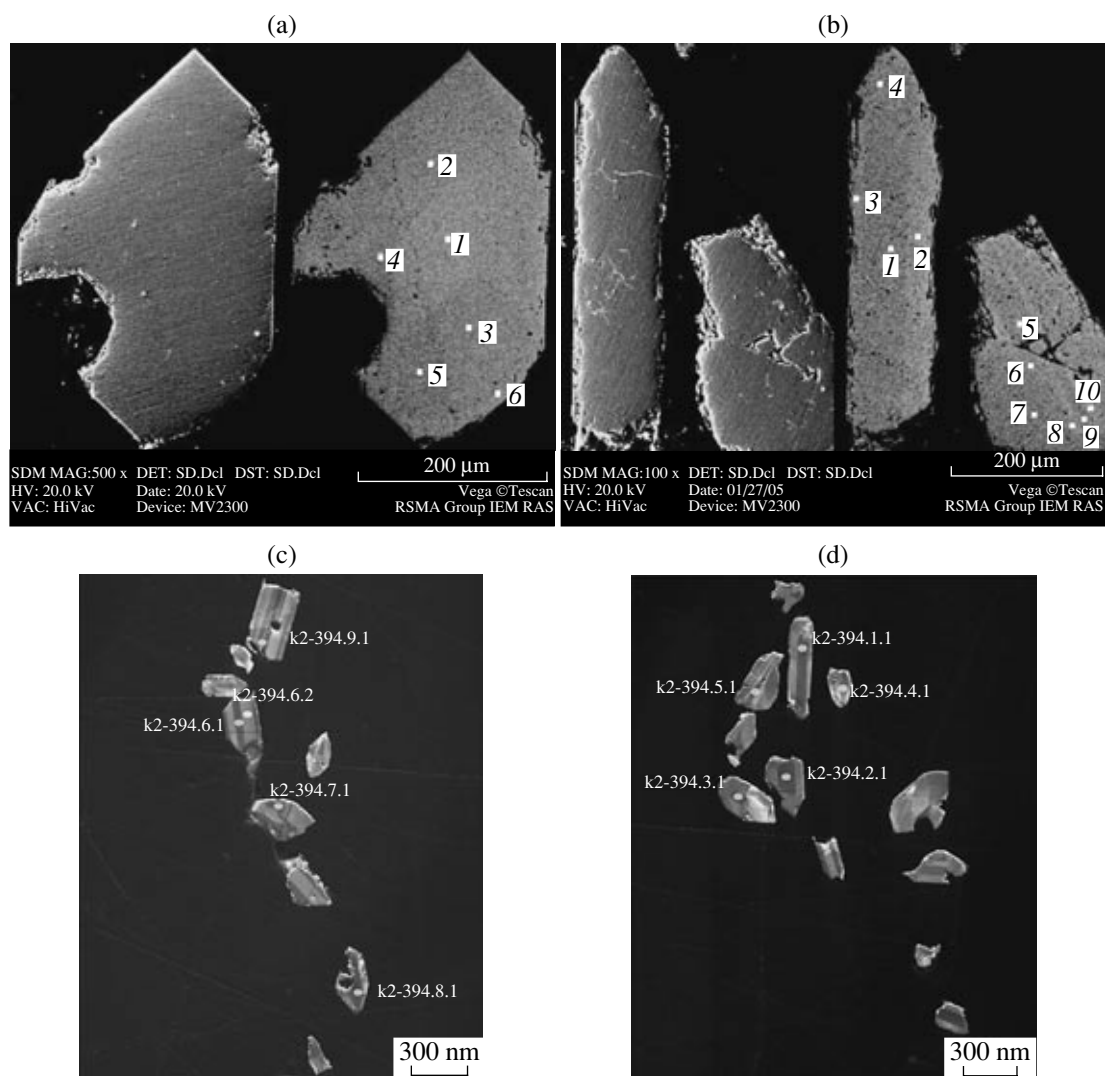 (a)
(b)
2
1
4
3
5
6
4
3
2
1
5
6
10
7
8
9
SDM MAG:500 x DET: SD.Dcl DST: SD.Dcl
HV: 20.0 kV Date: 20.0 kV
VAC: HiVac Device: MV2300
200 μm
Vega ©Tescan
RSMA Group IEM RAS
SDM MAG:100 x DET: SD.Dcl DST: SD.Dcl
HV: 20.0 kV Date: 01/27/05
VAC: HiVac Device: MV2300
200 μm
Vega ©Tescan
RSMA Group IEM RAS
(c)
(d)
k2-394.9.1
k2-394.6.2
k2-394.6.1
k2-394.7.1
k2-394.8.1
300 nm
k2-394.1.1
k2-394.5.1
k2-394.4.1
k2-394.3.1
k2-394.2.1
300 nm